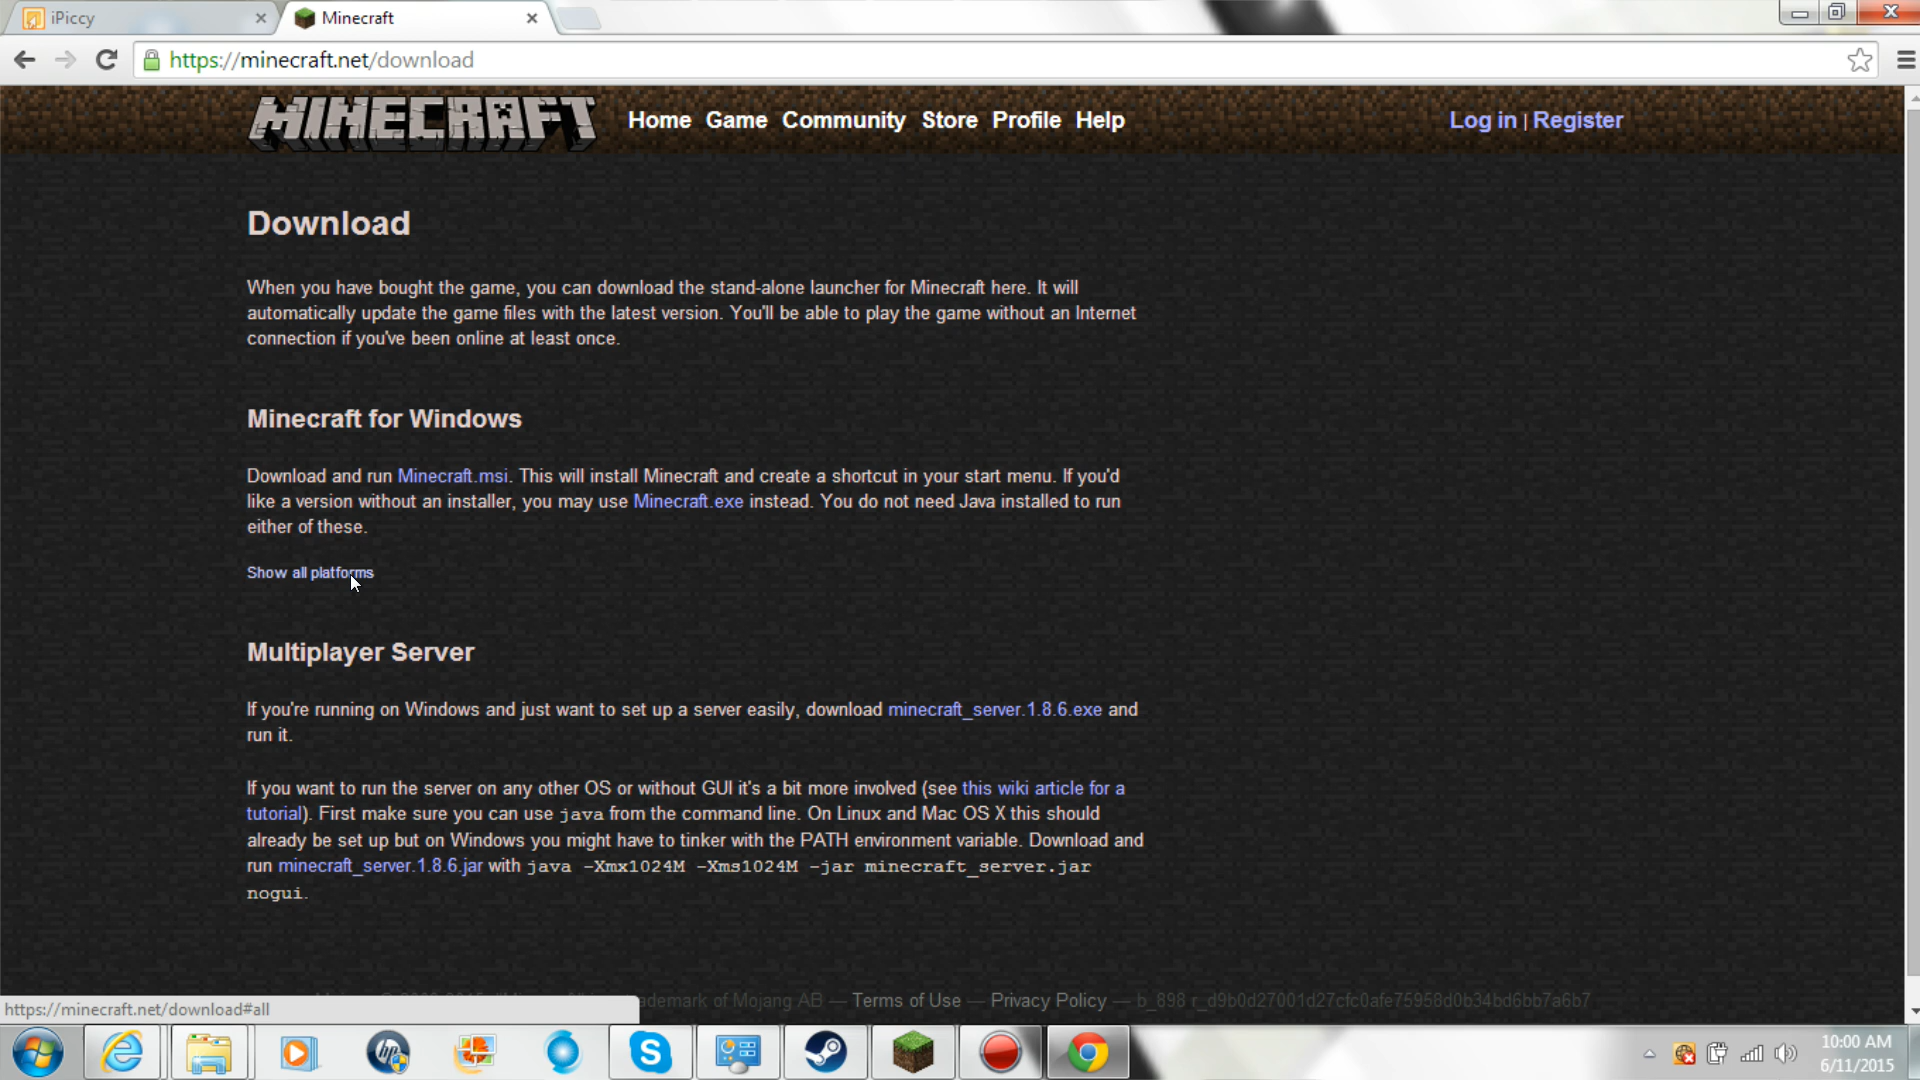 iPiccy
Minecraft
https://minecraft.net/download
MINECRAFT
Home Game Community Store Profile Help
Log in | Register
Download
When you have bought the game, you can download the stand-alone launcher for Minecraft here. It will
automatically update the game files with the latest version. You'll be able to play the game without an Internet
connection if you've been online at least once.
Minecraft for Windows
Download and run Minecraft.msi. This will install Minecraft and create a shortcut in your start menu. If you'd
like a version without an installer, you may use Minecraft.exe instead. You do not need Java installed to run
either of these.
Show all platforms
Multiplayer Server
If you're running on Windows and just want to set up a server easily, download minecraft_server.1.8.6.exe and
run it.
If you want to run the server on any other OS or without GUI it's a bit more involved (see this wiki article for a
tutorial). First make sure you can use java from the command line. On Linux and Mac OS X this should
already be set up but on Windows you might have to tinker with the PATH environment variable. Download and
run minecraft_server.1.8.6.jar with java -Xmx1024M -Xms1024M -jar minecraft_server.jar
nogui.
of Mojang AB — Terms of Use — Privacy Policy — b_898 r_d9b0d27001d27cfc0afe75958d0b34bd6bb7a6b7
https://minecraft.net/download#all
hp
S
10:00 AM
6/11/2015